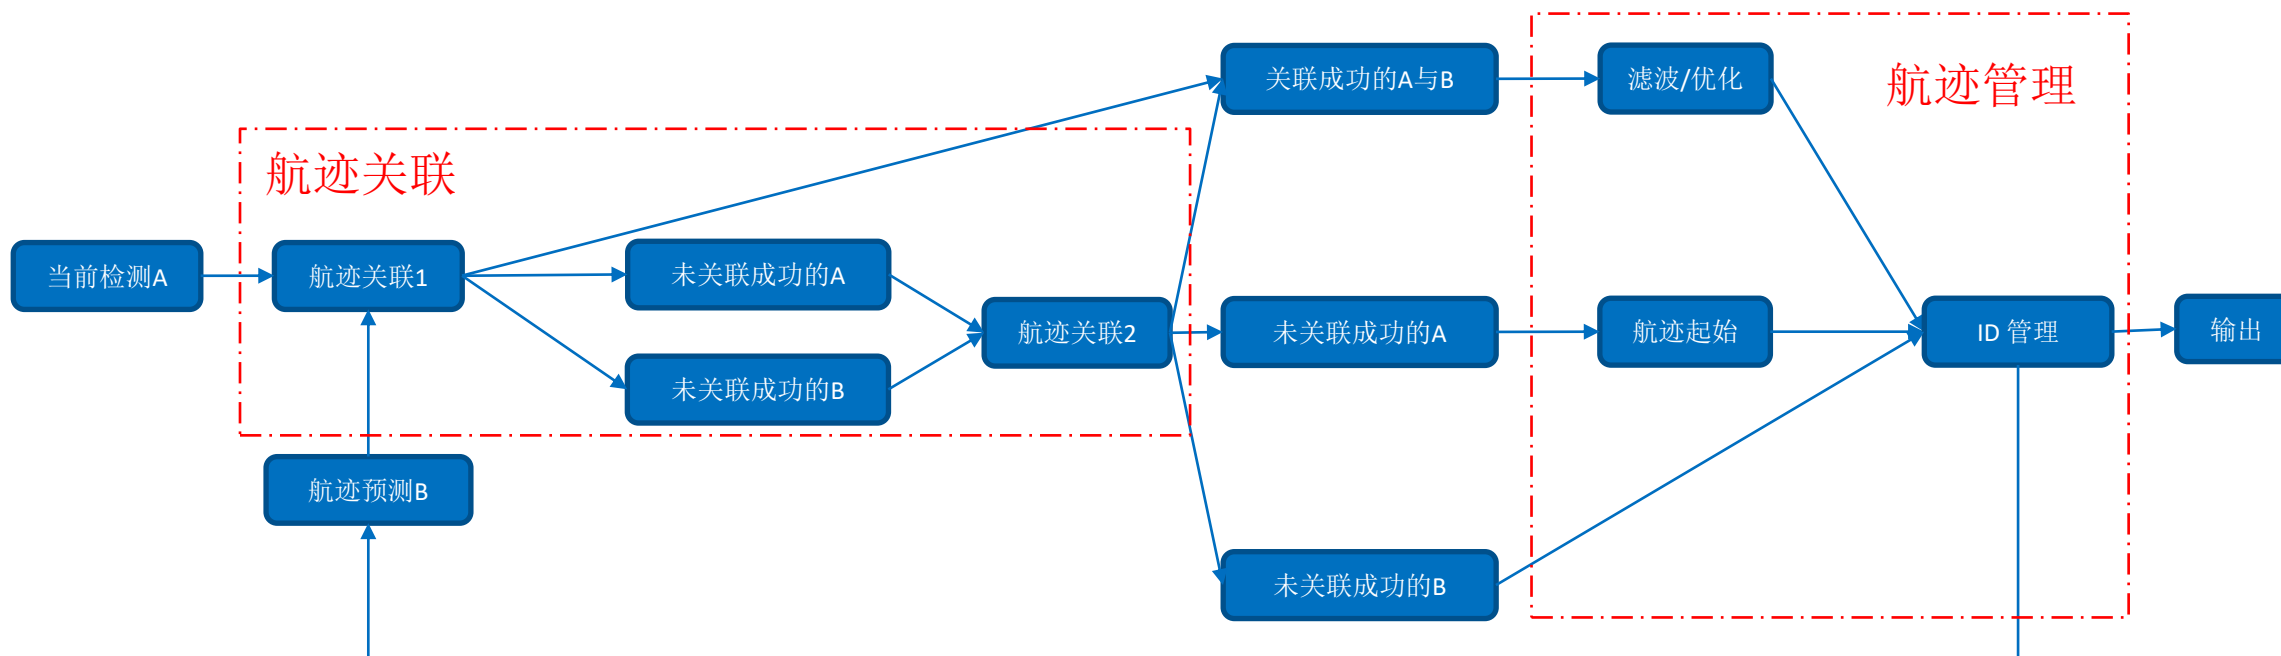 关联成功的A与B
滤波/优化
航迹管理
航迹关联
当前检测A
航迹关联1
未关联成功的A
未关联成功的B
航迹关联2
未关联成功的A
航迹起始
ID 管理
输出
航迹预测B
未关联成功的B